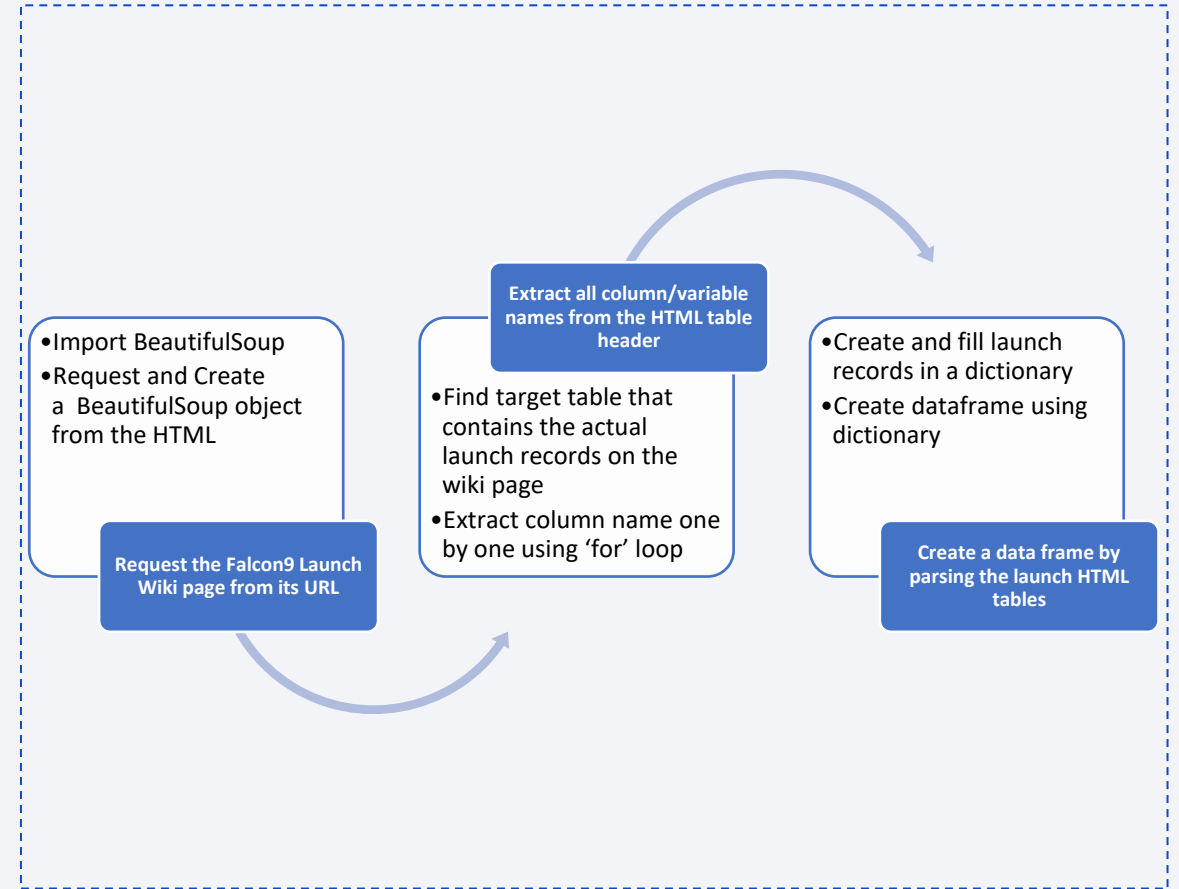 •Import BeautifulSoup
•Request and Create
a  BeautifulSoup object
from the HTML
Request the Falcon9 Launch
Wiki page from its URL
Extract all column/variable
names from the HTML table
header
•Find target table that
contains the actual
launch records on the
wiki page
•Extract column name one
by one using ‘for’ loop
•Create and fill launch
records in a dictionary
•Create dataframe using
dictionary
Create a data frame by
parsing the launch HTML
tables